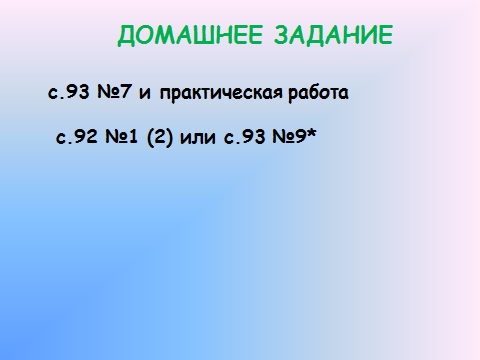 ДОМАШНЕЕ ЗАДАНИЕ
с.93 №7 и практическая работа
с.92 №1 (2) или с.93 №9*